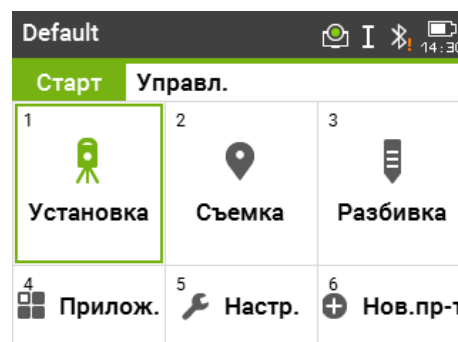 Default
I
14:30
Старт Управл.
1 2 3
Установка Съемка Разбивка
4 5 6
Прилож. Настр. Нов.пр-т